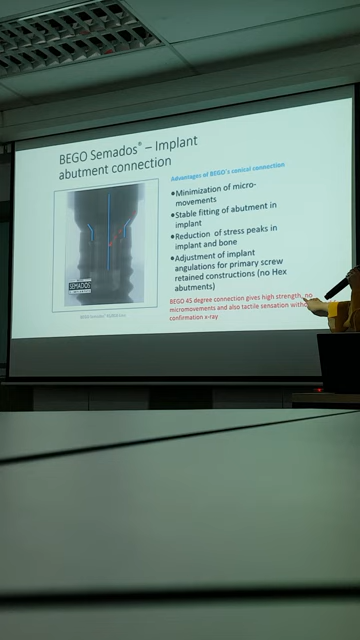 BEGO Semados® – Implant
abutment connection
Advantages of BEGO's conical connection
•Minimization of micro-
movements
•Stable fitting of abutment in
implant
•Reduction of stress peaks in
implant and bone
•Adjustment of implant
angulations for primary screw
retained constructions (no Hex
abutments)
BEGO 45 degree connection gives high strength, no
micromovements and also tactile sensation witho
confirmation x-ray
SEMADOS